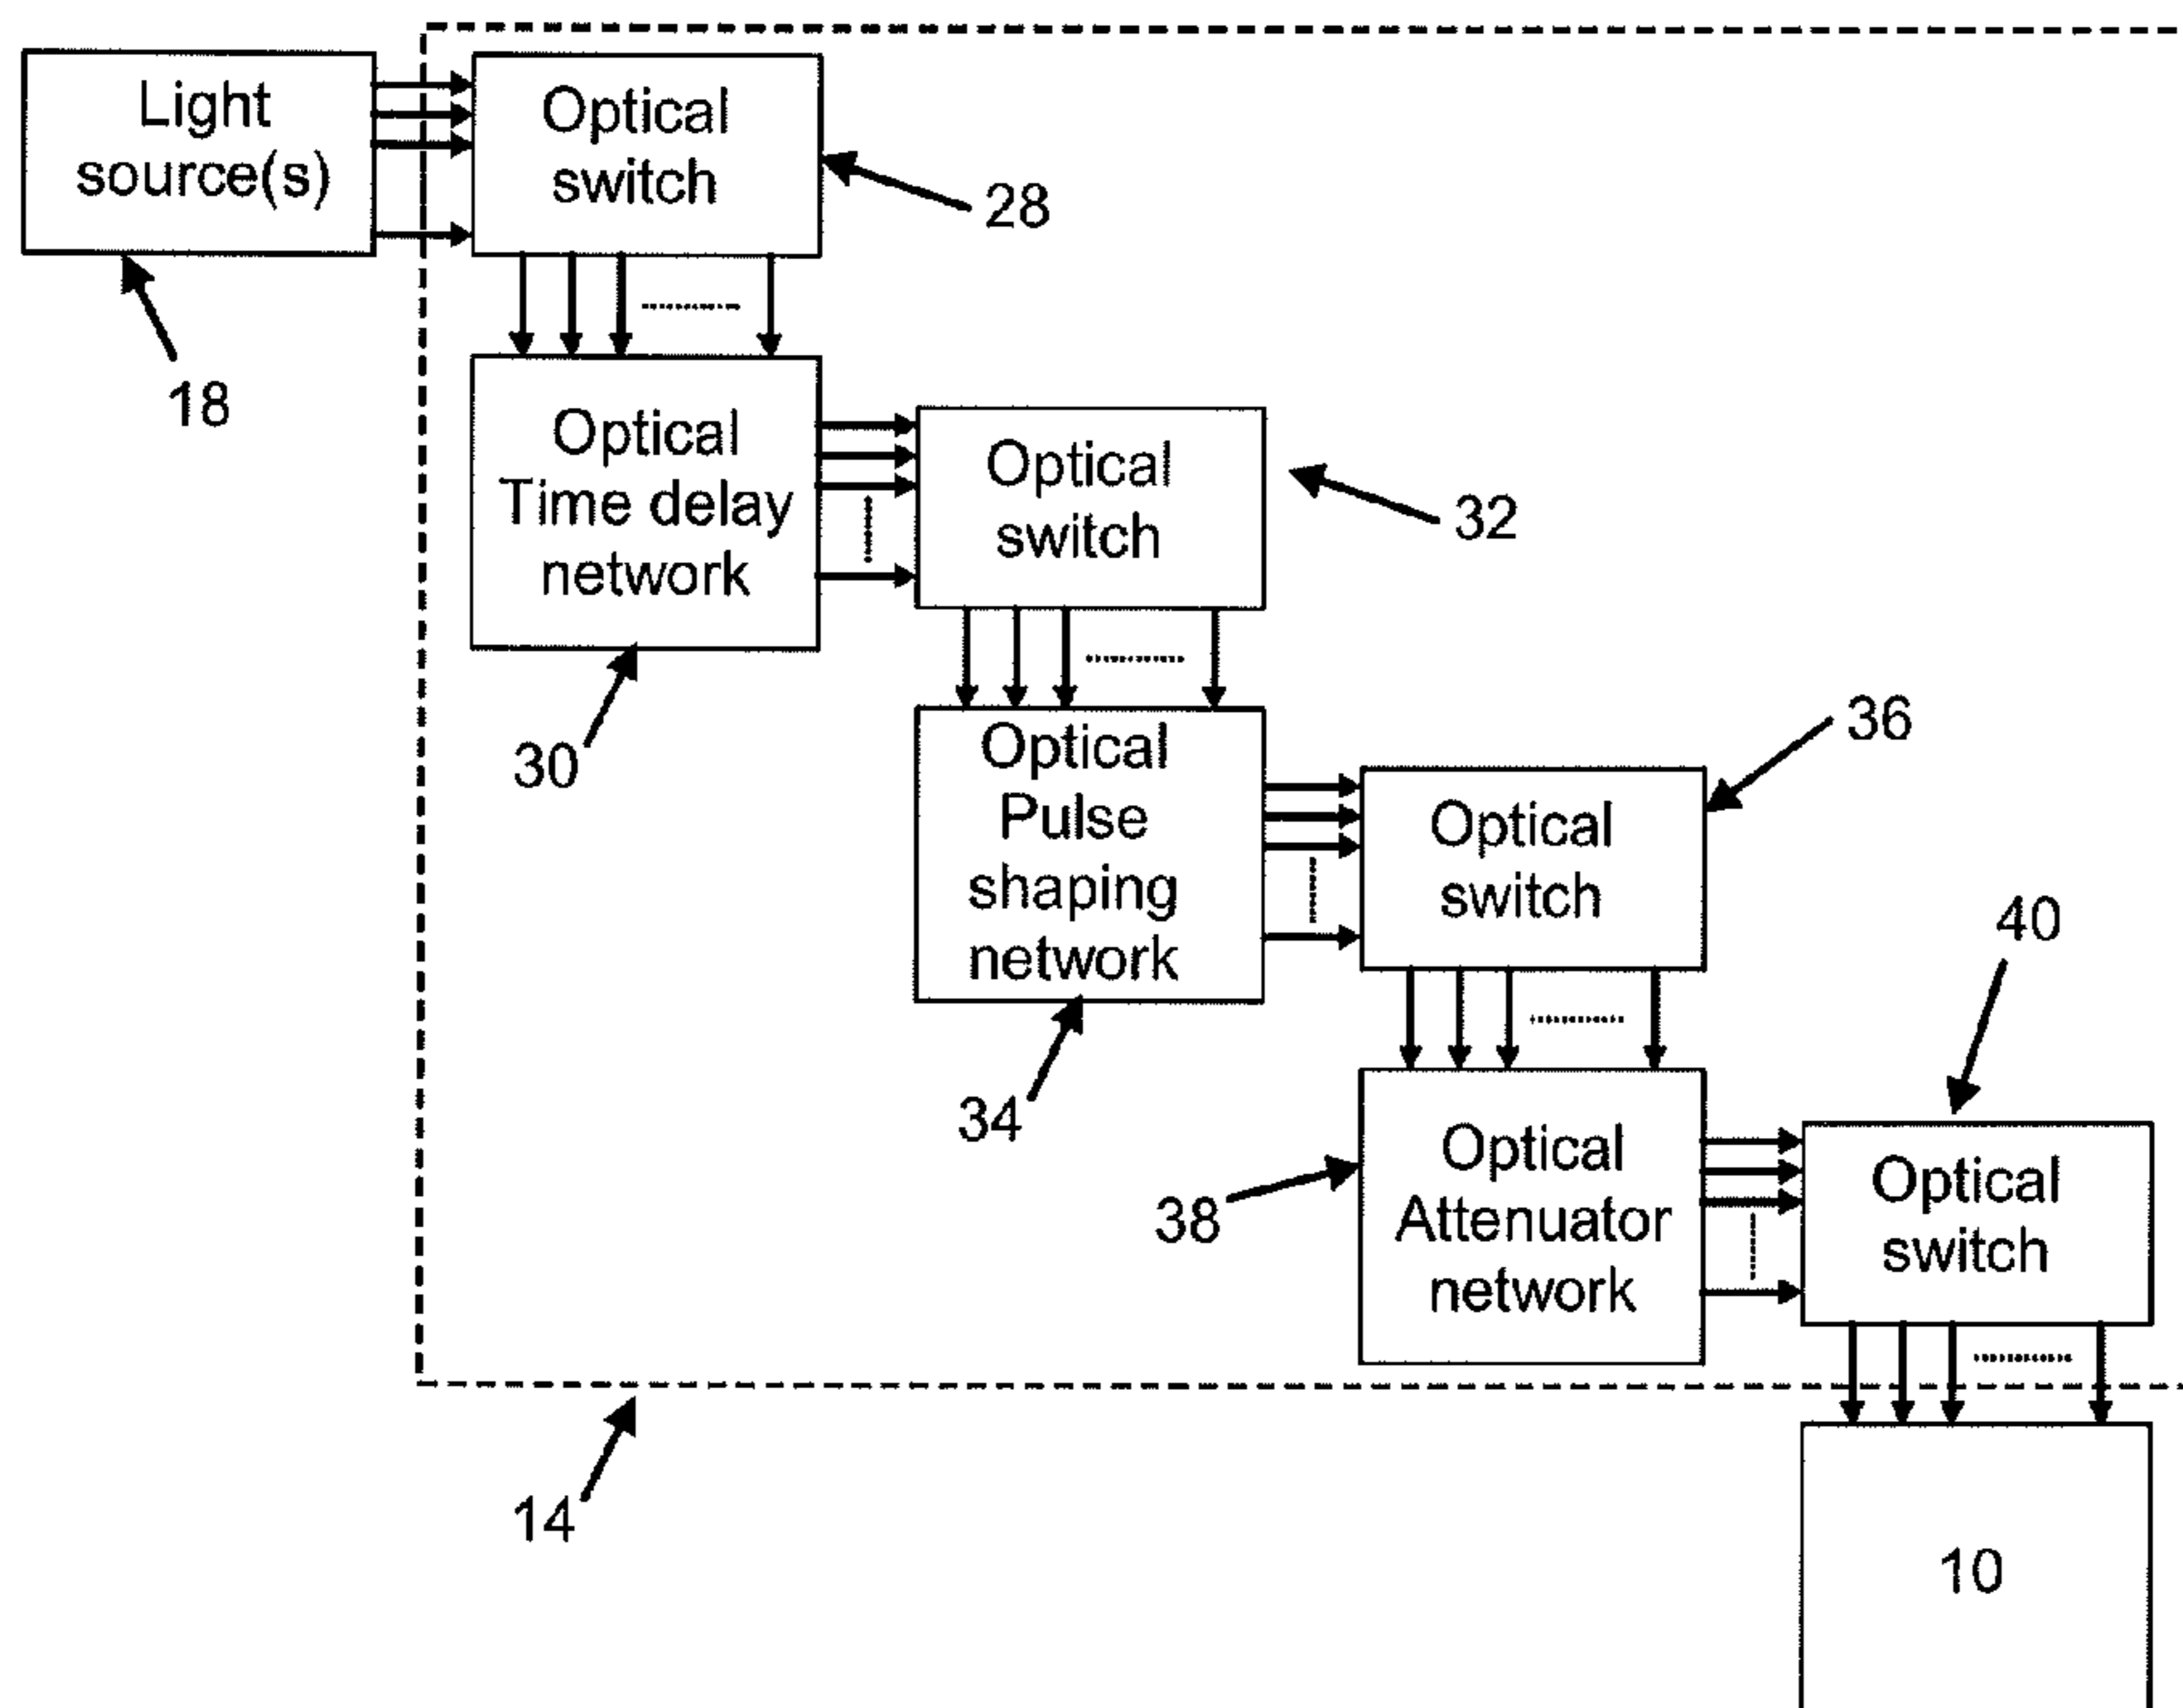 Light
source(s)
18
Optical
switch
28
Optical
Time delay
network
30
Optical
switch
32
Optical
Pulse
shaping
network
34
Optical
switch
36
Optical
Attenuator
network
38
Optical
switch
40
14
10